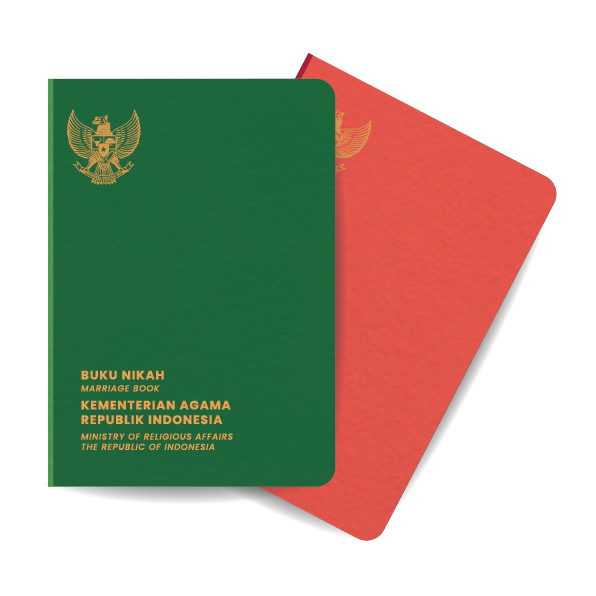 BUKU NIKAH
MARRIAGE BOOK
KEMENTERIAN AGAMA
REPUBLIK INDONESIA
MINISTRY OF RELIGIOUS AFFAIRS
THE REPUBLIC OF INDONESIA